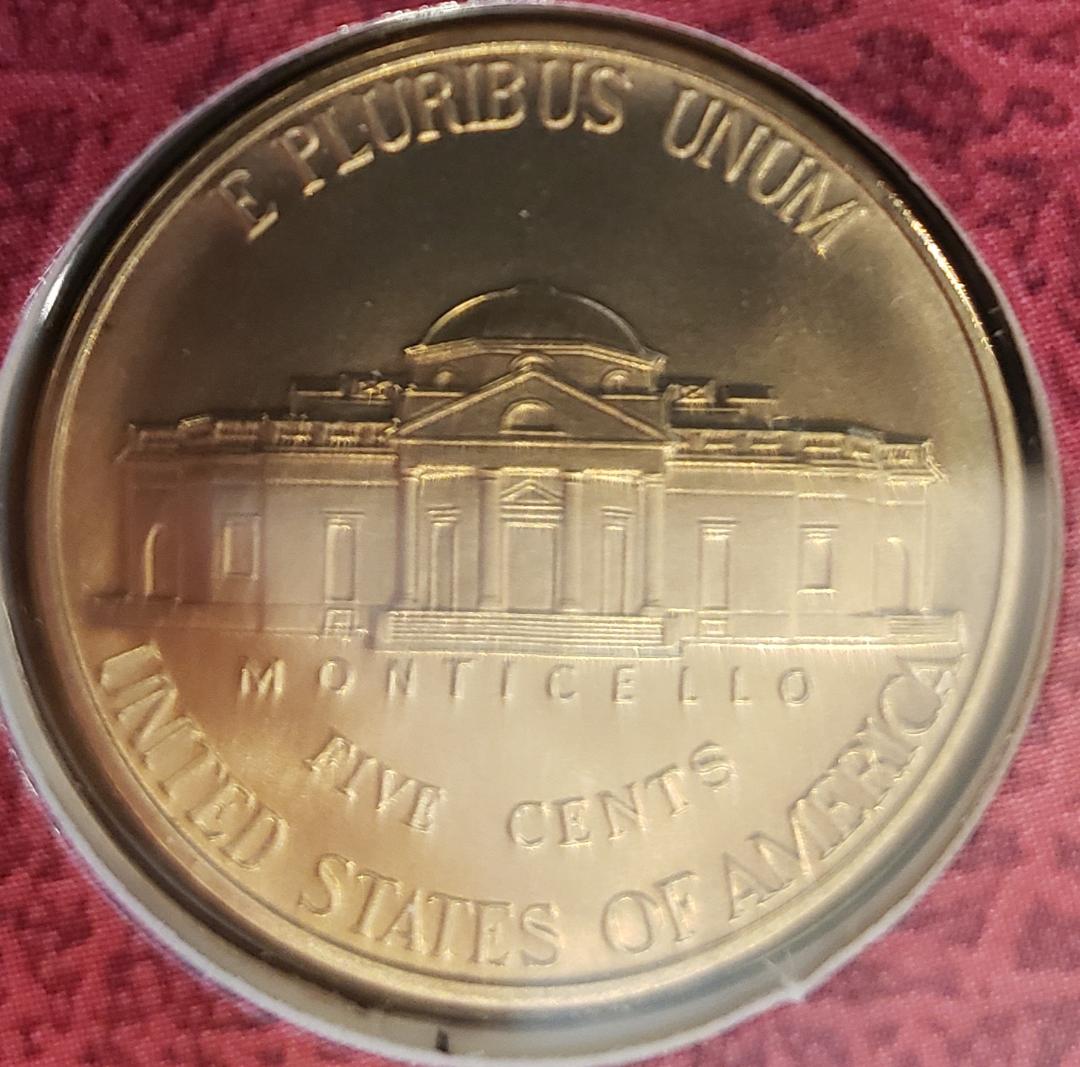 E PLURIBUS UNUM
MONTICELLO
FIVE CENTS
UNITED STATES OF AMERICA